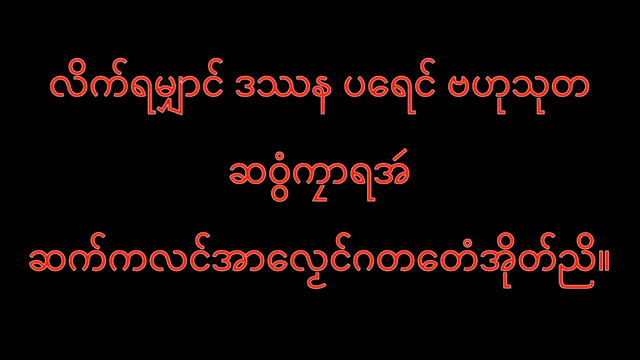 လိက်ရမျှာင် ဒဿန ပရေင် ဗဟုသုတ
ဆဝွံကၠာရအဴ
ဆက်ကလင်အာလ္ၚေင်ဂတတေံအိုတ်ညိ။